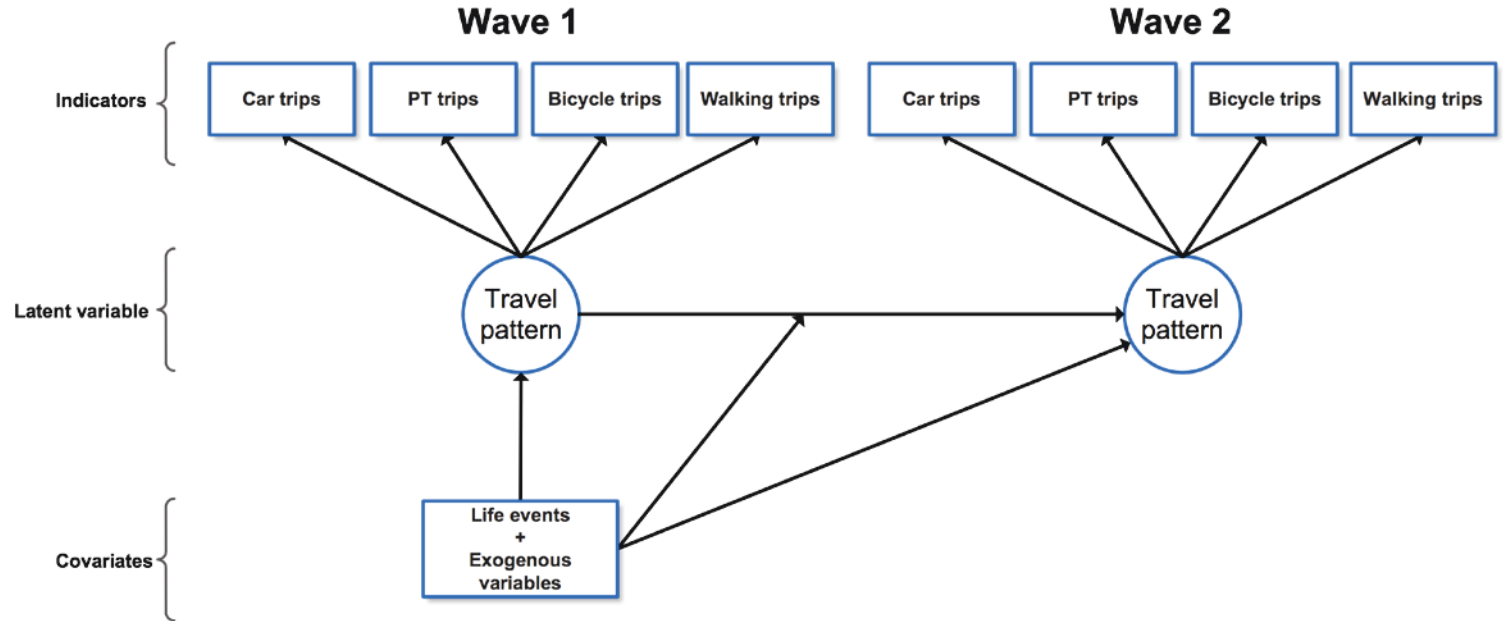 Wave 1
Wave 2
Indicators
Car trips
PT trips
Bicycle trips
Walking trips
Car trips
PT trips
Bicycle trips
Walking trips
Latent variable
Travel
pattern
Travel
pattern
Covariates
Life events
+
Exogenous
variables